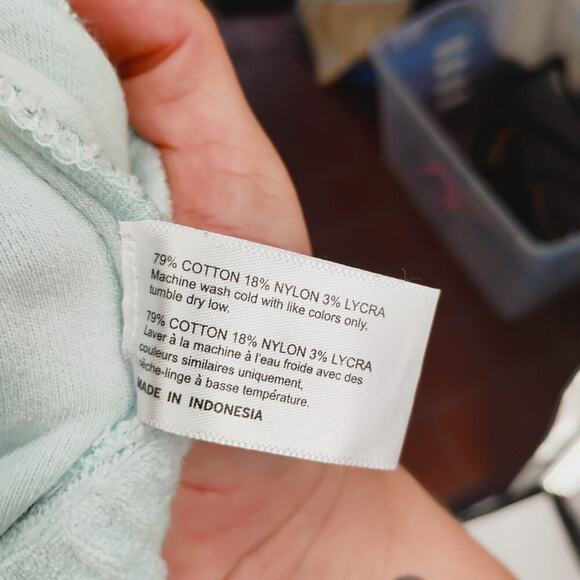 79% COTTON 18% NYLON 3% LYCRA
Machine wash cold with like colors only,
tumble dry low.
79% COTTON 18% NYLON 3% LYCRA
Laver à la machine à l'eau froide avec des
couleurs similaires uniquement,
sèche-linge à basse température.
MADE IN INDONESIA